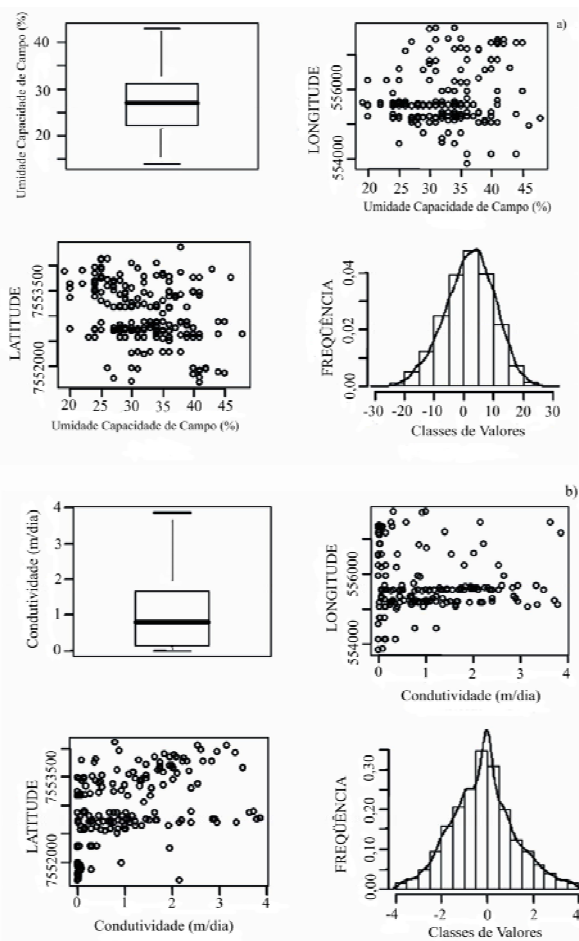 a)
Umidade Capacidade de Campo (%)
40
30
20
LONGITUDE
556000
554000
20 25 30 35 40 45
Umidade Capacidade de Campo (%)
LATITUDE
7553500
7552000
20 25 30 35 40 45
Umidade Capacidade de Campo (%)
FREQÜÊNCIA
0,04
0,02
0,00
-30 -20 -10 0 10 20 30
Classes de Valores
b)
Condutividade (m/dia)
4
3
2
1
0
LONGITUDE
556000
554000
0 1 2 3 4
Condutividade (m/dia)
LATITUDE
7553500
7552000
0 1 2 3 4
Condutividade (m/dia)
FREQÜÊNCIA
0,30
0,20
0,10
0,00
-4 -2 0 2 4
Classes de Valores